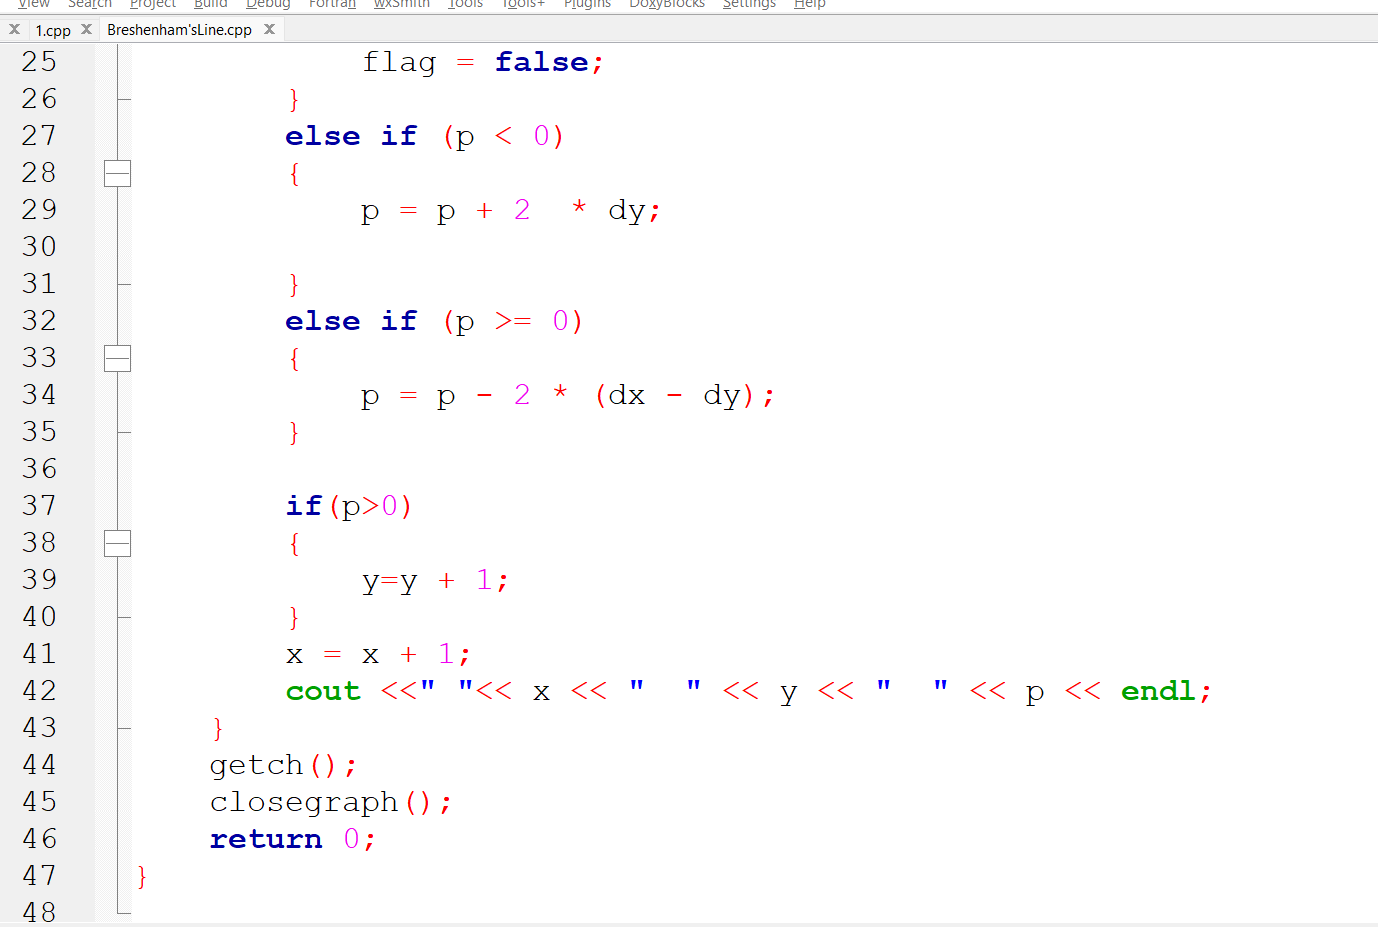 View Search Project Build Debug Fortran wxSmith Tools Tools+ Plugins DoxyBlocks Settings Help
X 1.cpp X Breshenham'sLine.cpp X
25 flag = false;
26 }
27 else if (p < 0)
28 {
29 p = p + 2  * dy;
30
31 }
32 else if (p >= 0)
33 {
34 p = p - 2 * (dx - dy);
35 }
36
37 if(p>0)
38 {
39 y=y + 1;
40 }
41 x = x + 1;
42 cout <<" "<< x << "  " << y << "  " << p << endl;
43 }
44 getch();
45 closegraph();
46 return 0;
47 }
48